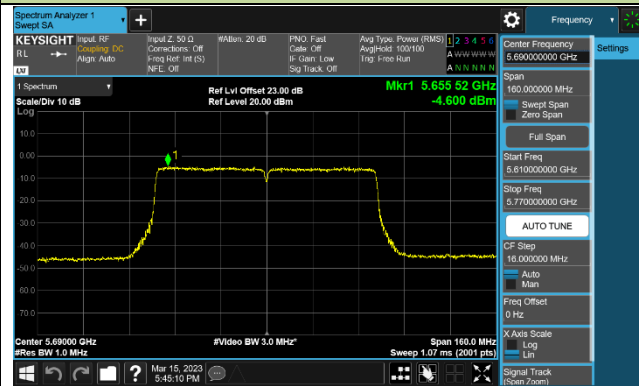 Spectrum Analyzer 1
Swept SA
+
Frequency
KEYSIGHT
RL
LXI
Input: RF
Coupling: DC
Align: Auto
Input Z: 50 Ω
Corrections: Off
Freq Ref: Int (S)
NFE: Off
#Atten: 20 dB
PNO: Fast
Gate: Off
IF Gain: Low
Sig Track: Off
Avg Type: Power (RMS)
Avg|Hold: 100/100
Trig: Free Run
1 2 3 4 5 6
A W W W W W
A N N N N N
1 Spectrum
Scale/Div 10 dB
Log
Ref Lvl Offset 23.00 dB
Ref Level 20.00 dBm
Mkr1 5.655 52 GHz
-4.600 dBm
10.0
0.00
-10.0
-20.0
-30.0
-40.0
-50.0
-60.0
-70.0
1
Center 5.69000 GHz
#Res BW 1.0 MHz
#Video BW 3.0 MHz*
Span 160.0 MHz
Sweep 1.07 ms (2001 pts)
Mar 15, 2023
5:45:10 PM
?
Center Frequency
5.690000000 GHz
Settings
Span
160.000000 MHz
Swept Span
Zero Span
Full Span
Start Freq
5.610000000 GHz
Stop Freq
5.770000000 GHz
AUTO TUNE
CF Step
16.000000 MHz
Auto
Man
Freq Offset
0 Hz
X Axis Scale
Log
Lin
Signal Track
(Span Zoom)